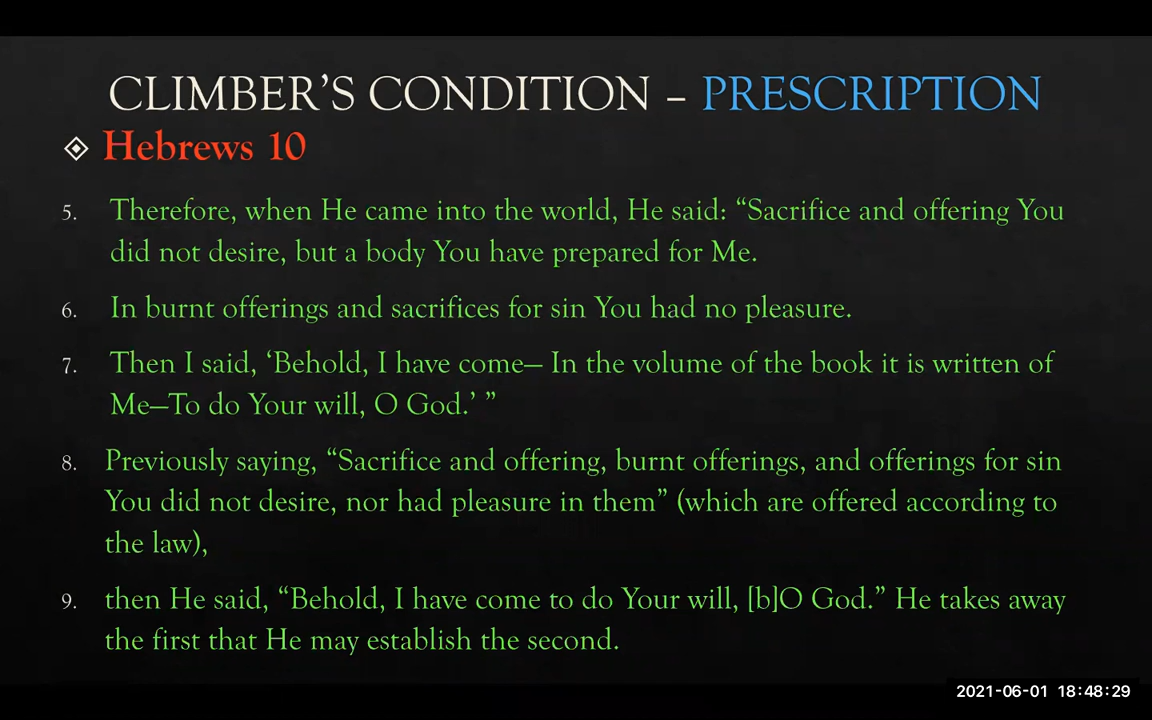 CLIMBER’S CONDITION – PRESCRIPTION
Hebrews 10
5. Therefore, when He came into the world, He said: “Sacrifice and offering You
did not desire, but a body You have prepared for Me.
6. In burnt offerings and sacrifices for sin You had no pleasure.
7. Then I said, ‘Behold, I have come— In the volume of the book it is written of
Me—To do Your will, O God.’ ”
8. Previously saying, “Sacrifice and offering, burnt offerings, and offerings for sin
You did not desire, nor had pleasure in them” (which are offered according to
the law),
9. then He said, “Behold, I have come to do Your will, [b]O God.” He takes away
the first that He may establish the second.
2021-06-01 18:48:29